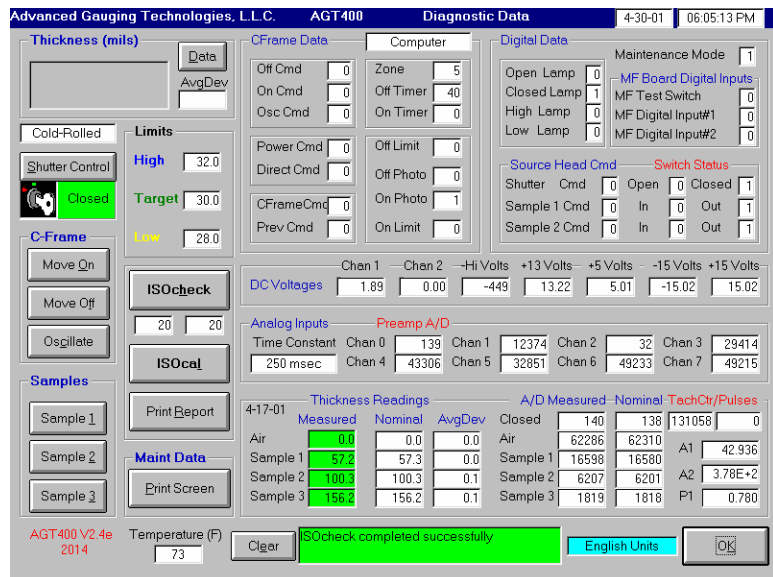 Advanced Gauging Technologies, L.L.C. AGT400 Diagnostic Data 4-30-01 06:05:13 PM
Thickness (mils)
Data
AvgDev
Cold-Rolled
Shutter Control
Closed
C-Frame
Move On
Move Off
Oscillate
Samples
Sample 1
Sample 2
Sample 3
AGT400 V2.4e
2014
Limits
High 32.0
Target 30.0
Low 28.0
ISOcheck
20 20
ISOcal
Print Report
Maint Data
Print Screen
Temperature (F)
73
CFrame Data Computer
Off Cmd 0 Zone 5
On Cmd 0 Off Timer 40
Osc Cmd 0 On Timer 0
Power Cmd 0 Off Limit 0
Direct Cmd 0 Off Photo 0
CFrameCmd 0 On Photo 1
Prev Cmd 0 On Limit 0
Digital Data
Maintenance Mode 1
Open Lamp 0
Closed Lamp 1
High Lamp 0
Low Lamp 0
MF Board Digital Inputs
MF Test Switch 0
MF Digital Input#1 0
MF Digital Input#2 0
Source Head Cmd Switch Status
Shutter Cmd 0 Open 0 Closed 1
Sample 1 Cmd 0 In 0 Out 1
Sample 2 Cmd 0 In 0 Out 1
Chan 1 Chan 2 -Hi Volts +13 Volts +5 Volts -15 Volts +15 Volts
DC Voltages 1.89 0.00 -449 13.22 5.01 -15.02 15.02
Analog Inputs Preamp A/D
Time Constant Chan 0 139 Chan 1 12374 Chan 2 32 Chan 3 29414
250 msec Chan 4 43306 Chan 5 32851 Chan 6 49233 Chan 7 49215
4-17-01
Thickness Readings
Measured Nominal AvgDev
Air 0.0 0.0 0.0
Sample 1 57.2 57.3 0.0
Sample 2 100.3 100.3 0.1
Sample 3 156.2 156.2 0.1
A/D Measured Nominal TachCtr/Pulses
Closed 140 138 131058 0
Air 62286 62310
Sample 1 16598 16580
Sample 2 6207 6201
Sample 3 1819 1818
A1 42.936
A2 3.78E+2
P1 0.780
Clear
ISOcheck completed successfully
English Units
OK